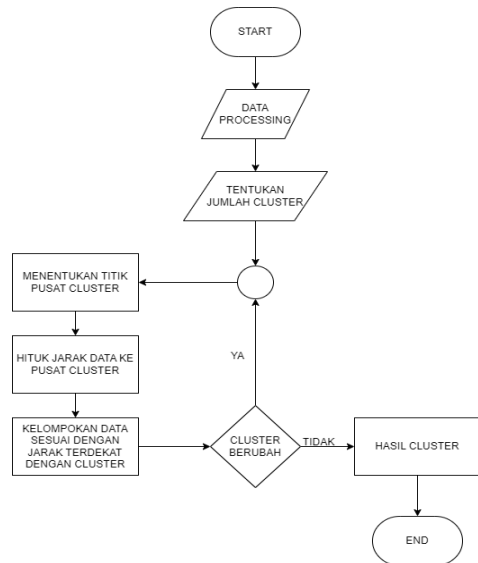 START
DATA
PROCESSING
TENTUKAN
JUMLAH CLUSTER
MENENTUKAN TITIK
PUSAT CLUSTER
HITUK JARAK DATA KE
PUSAT CLUSTER
KELOMPOKAN DATA
SESUAI DENGAN
JARAK TERDEKAT
DENGAN CLUSTER
YA
CLUSTER
BERUBAH
TIDAK
HASIL CLUSTER
END